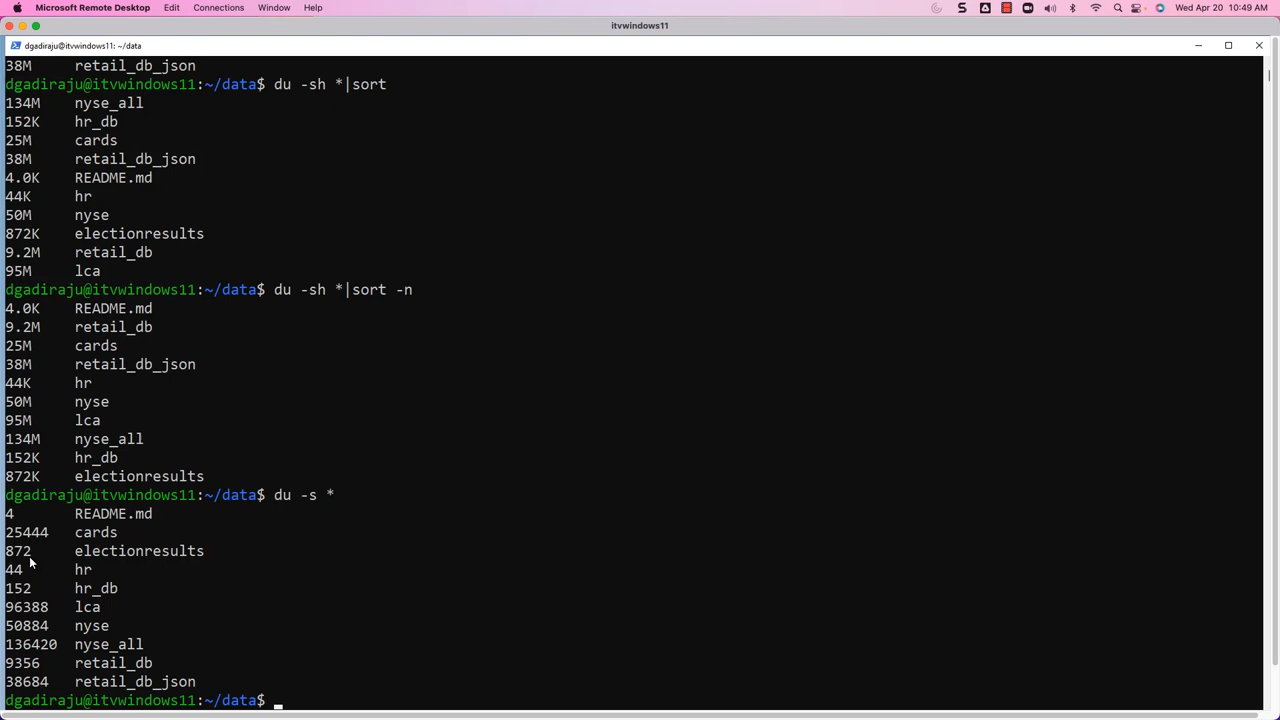 Microsoft Remote Desktop Edit Connections Window Help Wed Apr 20 10:49 AM
itvwindows11
dgadiraju@itvwindows11: ~/data
38M retail_db_json
dgadiraju@itvwindows11:~/data$ du -sh *|sort
134M nyse_all
152K hr_db
25M cards
38M retail_db_json
4.0K README.md
44K hr
50M nyse
872K electionresults
9.2M retail_db
95M lca
dgadiraju@itvwindows11:~/data$ du -sh *|sort -n
4.0K README.md
9.2M retail_db
25M cards
38M retail_db_json
44K hr
50M nyse
95M lca
134M nyse_all
152K hr_db
872K electionresults
dgadiraju@itvwindows11:~/data$ du -s *
4 README.md
25444 cards
872 electionresults
44 hr
152 hr_db
96388 lca
50884 nyse
136420 nyse_all
9356 retail_db
38684 retail_db_json
dgadiraju@itvwindows11:~/data$